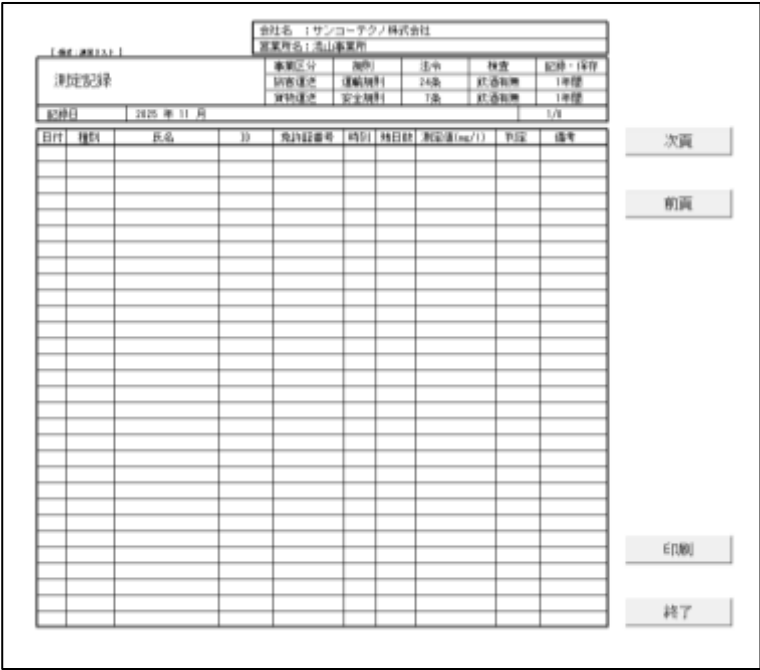 会社名 ：サンコーテクノ株式会社
営業所名：流山事業所
測定記録
事業区分 規則 法令 検査 記録・保存
旅客運送 運輸規則 24条 飲酒有無 1年間
貨物運送 安全規則 7条 飲酒有無 1年間
記録日 2025 年 11 月 1/0
日付 種別 氏名 ID 免許証番号 時刻 残日数 測定値(mg/l) 判定 備考
次頁
前頁
印刷
終了